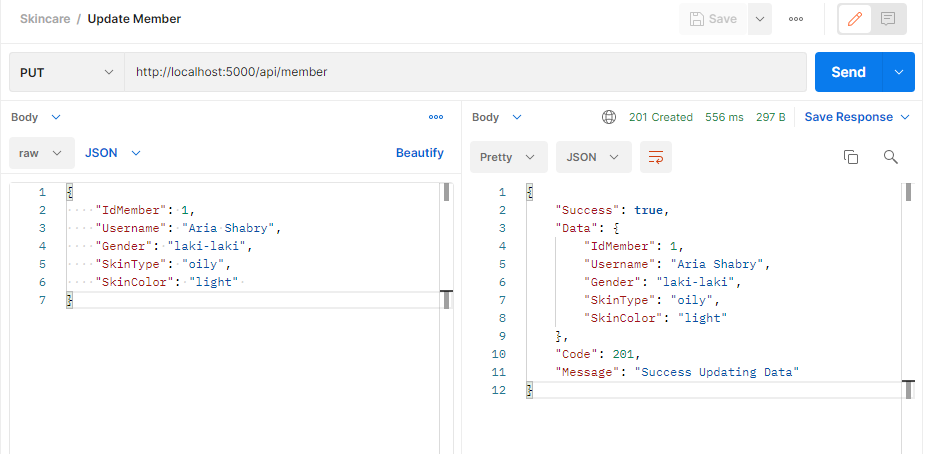 Skincare / Update Member
Save
PUT
http://localhost:5000/api/member
Send
Body
raw
JSON
Beautify
1 {
2 "IdMember": 1,
3 "Username": "Aria Shabry",
4 "Gender": "laki-laki",
5 "SkinType": "oily",
6 "SkinColor": "light"
7 }
Body
201 Created 556 ms 297 B
Save Response
Pretty
JSON
1 {
2 "Success": true,
3 "Data": {
4 "IdMember": 1,
5 "Username": "Aria Shabry",
6 "Gender": "laki-laki",
7 "SkinType": "oily",
8 "SkinColor": "light"
9 },
10 "Code": 201,
11 "Message": "Success Updating Data"
12 }